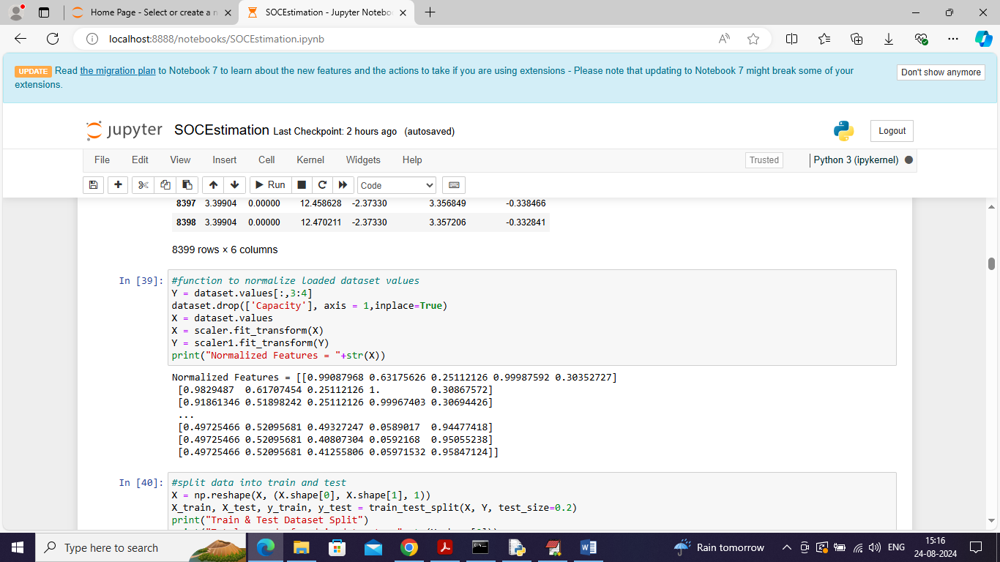 Home Page - Select or create a n
SOCEstimation - Jupyter Notebo
localhost:8888/notebooks/SOCEstimation.ipynb
UPDATE Read the migration plan to Notebook 7 to learn about the new features and the actions to take if you are using extensions - Please note that updating to Notebook 7 might break some of your
extensions.
Don't show anymore
jupyter SOCEstimation Last Checkpoint: 2 hours ago (autosaved)
Logout
File Edit View Insert Cell Kernel Widgets Help
Trusted
Python 3 (ipykernel)
Run
Code
8397 3.39904 0.00000 12.458628 -2.37330 3.356849 -0.338466
8398 3.39904 0.00000 12.470211 -2.37330 3.357206 -0.332841
8399 rows × 6 columns
In [39]:
#function to normalize loaded dataset values
Y = dataset.values[:,3:4]
dataset.drop(['Capacity'], axis = 1,inplace=True)
X = dataset.values
X = scaler.fit_transform(X)
Y = scaler1.fit_transform(Y)
print("Normalized Features = "+str(X))
Normalized Features = [[0.99087968 0.63175626 0.25112126 0.99987592 0.30352727]
[0.9829487 0.61707454 0.25112126 1. 0.30867572]
[0.91861346 0.51898242 0.25112126 0.99967403 0.30694426]
...
[0.49725466 0.52095681 0.49327247 0.0589017 0.94477418]
[0.49725466 0.52095681 0.40807304 0.0592168 0.95055238]
[0.49725466 0.52095681 0.41255806 0.05971532 0.95847124]]
In [40]:
#split data into train and test
X = np.reshape(X, (X.shape[0], X.shape[1], 1))
X_train, X_test, y_train, y_test = train_test_split(X, Y, test_size=0.2)
print("Train & Test Dataset Split")
Type here to search
Rain tomorrow
ENG
15:16
24-08-2024